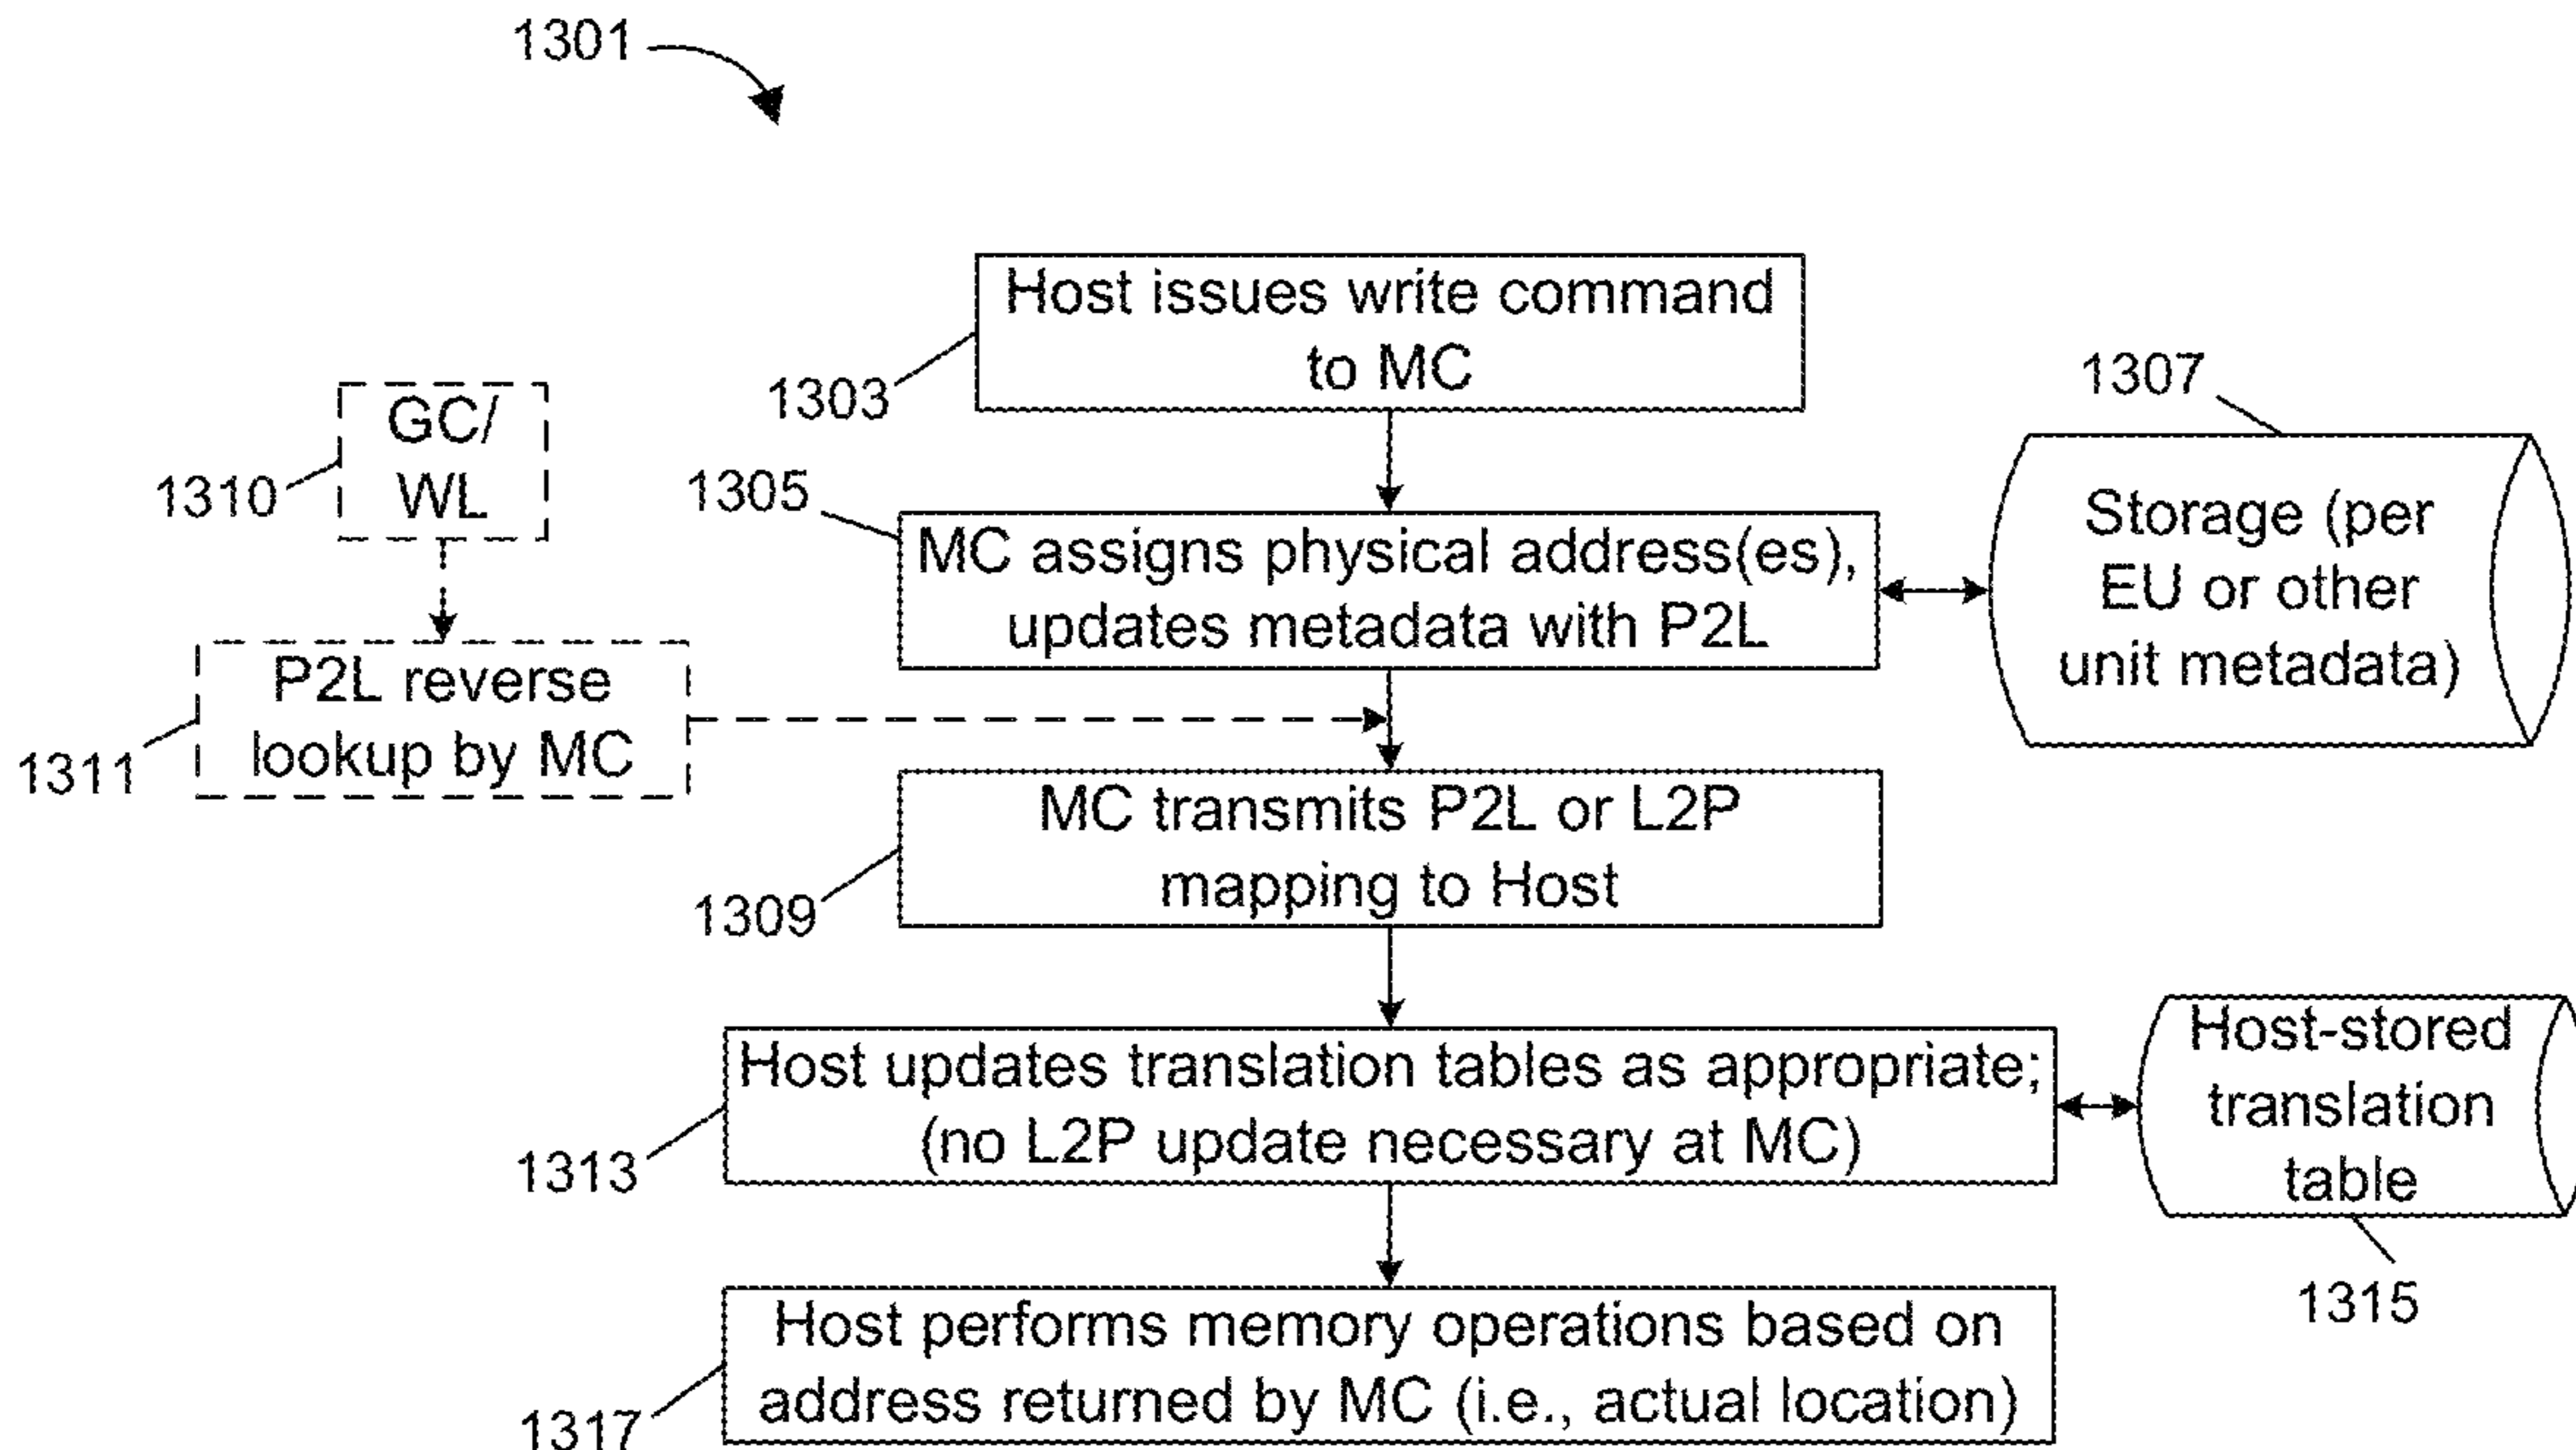 1301
Host issues write command
to MC
1303
1307
GC/
WL
1310
1305
MC assigns physical address(es),
updates metadata with P2L
Storage (per
EU or other
unit metadata)
P2L reverse
lookup by MC
1311
MC transmits P2L or L2P
mapping to Host
1309
Host updates translation tables as appropriate;
(no L2P update necessary at MC)
1313
Host-stored
translation
table
1315
Host performs memory operations based on
address returned by MC (i.e., actual location)
1317